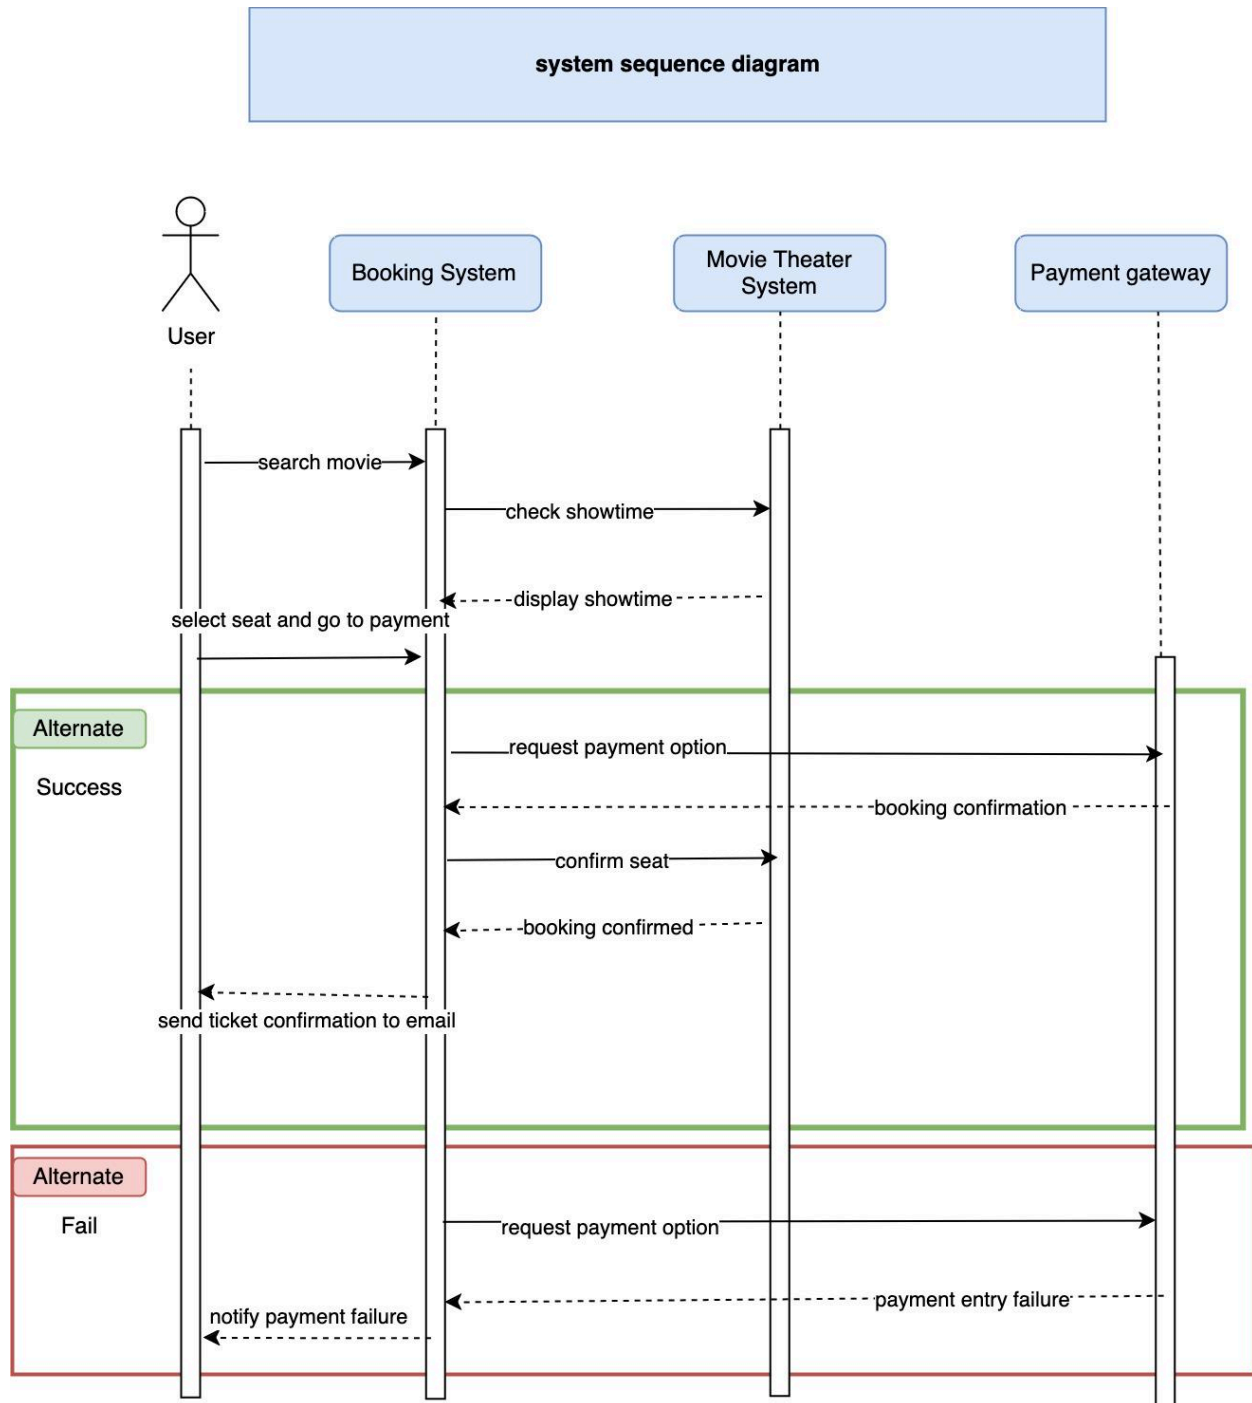 system sequence diagram
User
Booking System
Movie Theater
System
Payment gateway
search movie
check showtime
display showtime
select seat and go to payment
Alternate
Success
request payment option
booking confirmation
confirm seat
booking confirmed
send ticket confirmation to email
Alternate
Fail
request payment option
payment entry failure
notify payment failure